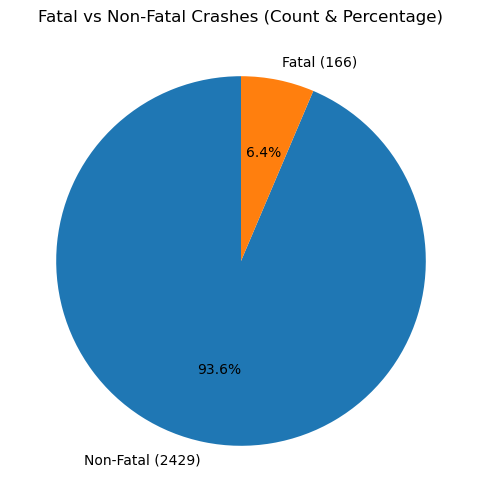 Fatal vs Non-Fatal Crashes (Count & Percentage)
Fatal (166)
6.4%
93.6%
Non-Fatal (2429)